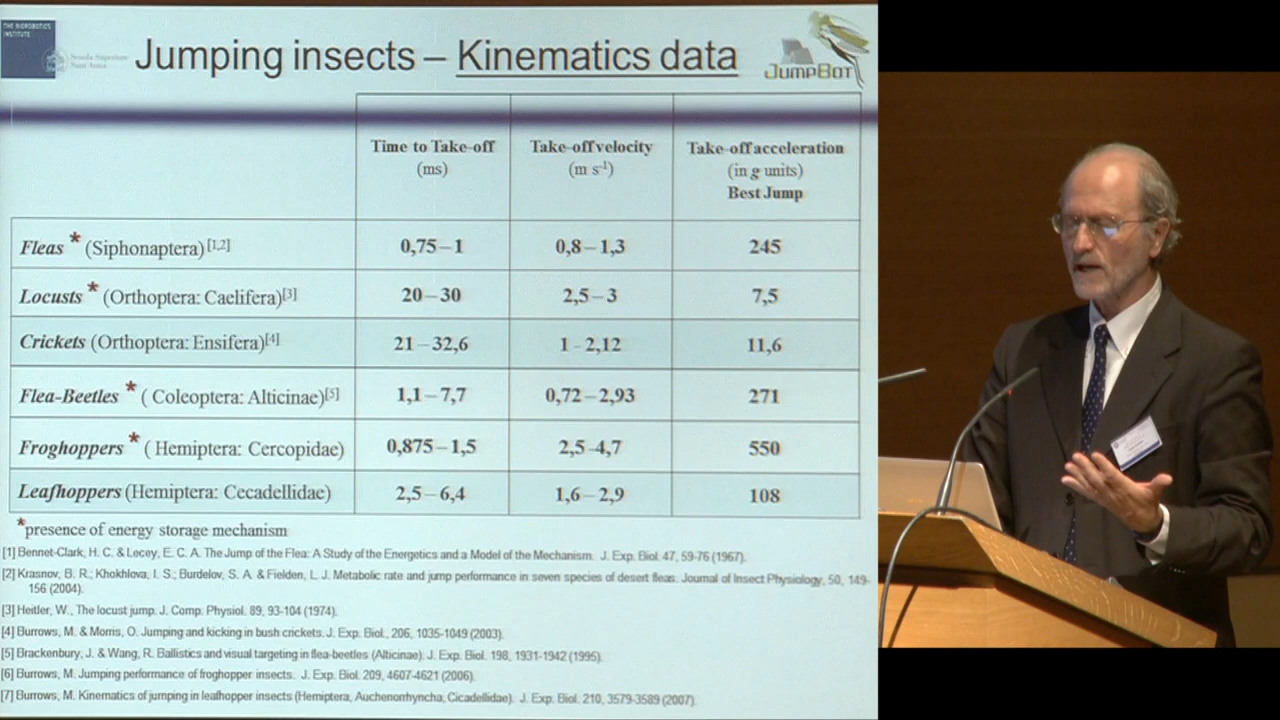 THE BIOROBOTICS
INSTITUTE
Scuola Superiore
Sant'Anna
Jumping insects – Kinematics data
JUMPBOT
Time to Take-off
(ms)
Take-off velocity
(m s-1)
Take-off acceleration
(in g units)
Best Jump
Fleas * (Siphonaptera) [1,2] 0,75 – 1 0,8 – 1,3 245
Locusts * (Orthoptera: Caelifera)[3] 20 – 30 2,5 – 3 7,5
Crickets (Orthoptera: Ensifera)[4] 21 – 32,6 1 - 2,12 11,6
Flea-Beetles * ( Coleoptera: Alticinae)[5] 1,1 – 7,7 0,72 – 2,93 271
Froghoppers * ( Hemiptera: Cercopidae) 0,875 – 1,5 2,5 -4,7 550
Leafhoppers (Hemiptera: Cecadellidae) 2,5 – 6,4 1,6 – 2,9 108
*presence of energy storage mechanism
[1] Bennet-Clark, H. C. & Lecey, E. C. A. The Jump of the Flea: A Study of the Energetics and a Model of the Mechanism. J. Exp. Biol. 47, 59-76 (1967).
[2] Krasnov, B. R.; Khokhlova, I. S.; Burdelov, S. A. & Fielden, L. J. Metabolic rate and jump performance in seven species of desert fleas. Journal of Insect Physiology, 50, 149-
156 (2004).
[3] Heitler, W., The locust jump. J. Comp. Physiol. 89, 93-104 (1974).
[4] Burrows, M. & Morris, O. Jumping and kicking in bush crickets. J. Exp. Biol., 206, 1035-1049 (2003).
[5] Brackenbury, J. & Wang, R. Ballistics and visual targeting in flea-beetles (Alticinae). J. Exp. Biol. 198, 1931-1942 (1995).
[6] Burrows, M. Jumping performance of froghopper insects. J. Exp. Biol. 209, 4607-4621 (2006).
[7] Burrows, M. Kinematics of jumping in leafhopper insects (Hemiptera, Auchenorrhyncha, Cicadellidae). J. Exp. Biol. 210, 3579-3589 (2007).